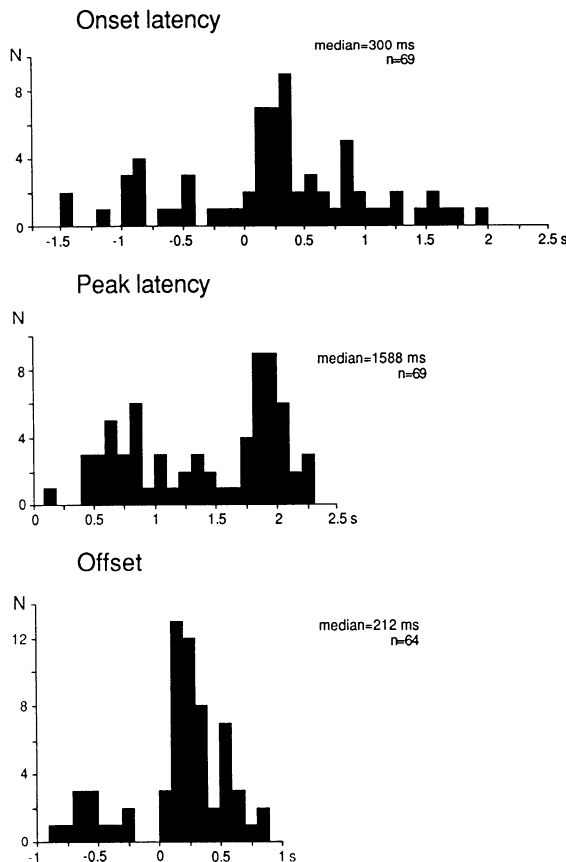 Onset latency
N
median=300 ms
n=69
8
4
0
-1.5 -1 -0.5 0 0.5 1 1.5 2 2.5 s
Peak latency
N
median=1588 ms
n=69
8
4
0
0 0.5 1 1.5 2 2.5 s
Offset
N
median=212 ms
n=64
12
8
4
0
-1 -0.5 0 0.5 1 s